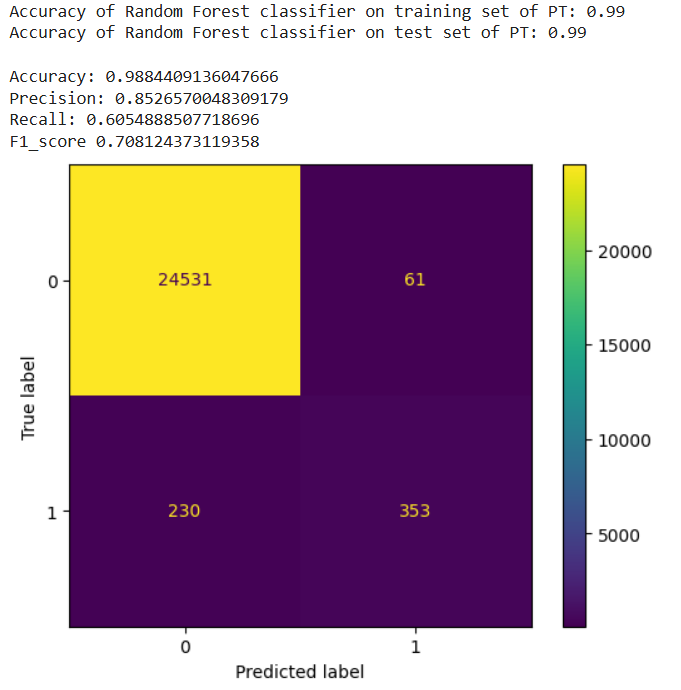 Accuracy of Random Forest classifier on training set of PT: 0.99
Accuracy of Random Forest classifier on test set of PT: 0.99
Accuracy: 0.9884409136047666
Precision: 0.8526570048309179
Recall: 0.6054888507718696
F1_score 0.708124373119358
24531
61
230
353
0
1
True label
0
1
Predicted label
20000
15000
10000
5000